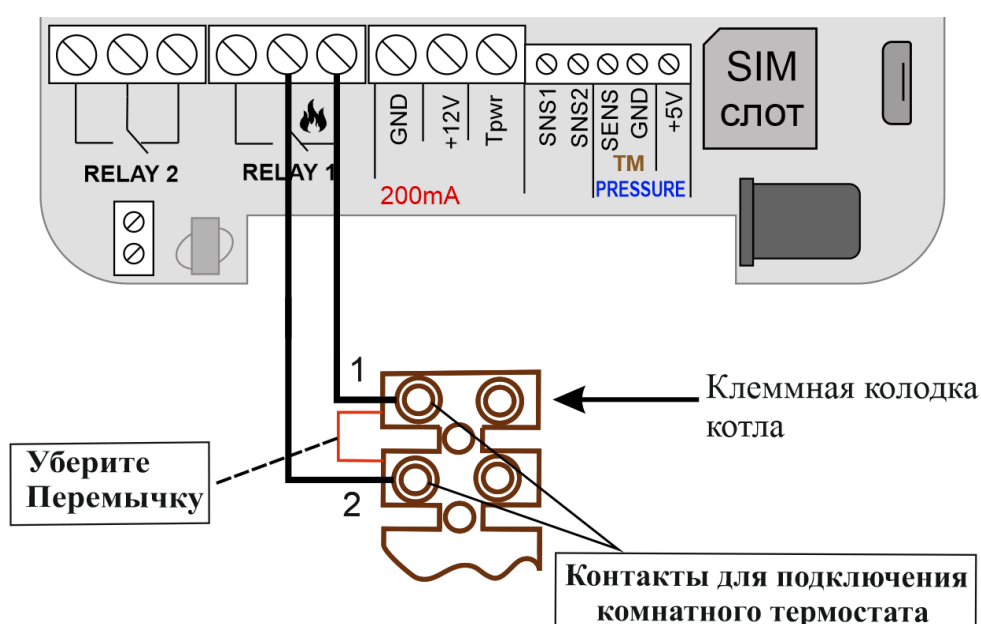 RELAY 2
RELAY 1
GND
+12V
Tpwr
200mA
SNS1
SNS2
SENS
GND
+5V
TM
PRESSURE
SIM
слот
1
2
Клеммная колодка
котла
Уберите
Перемычку
Контакты для подключения
комнатного термостата